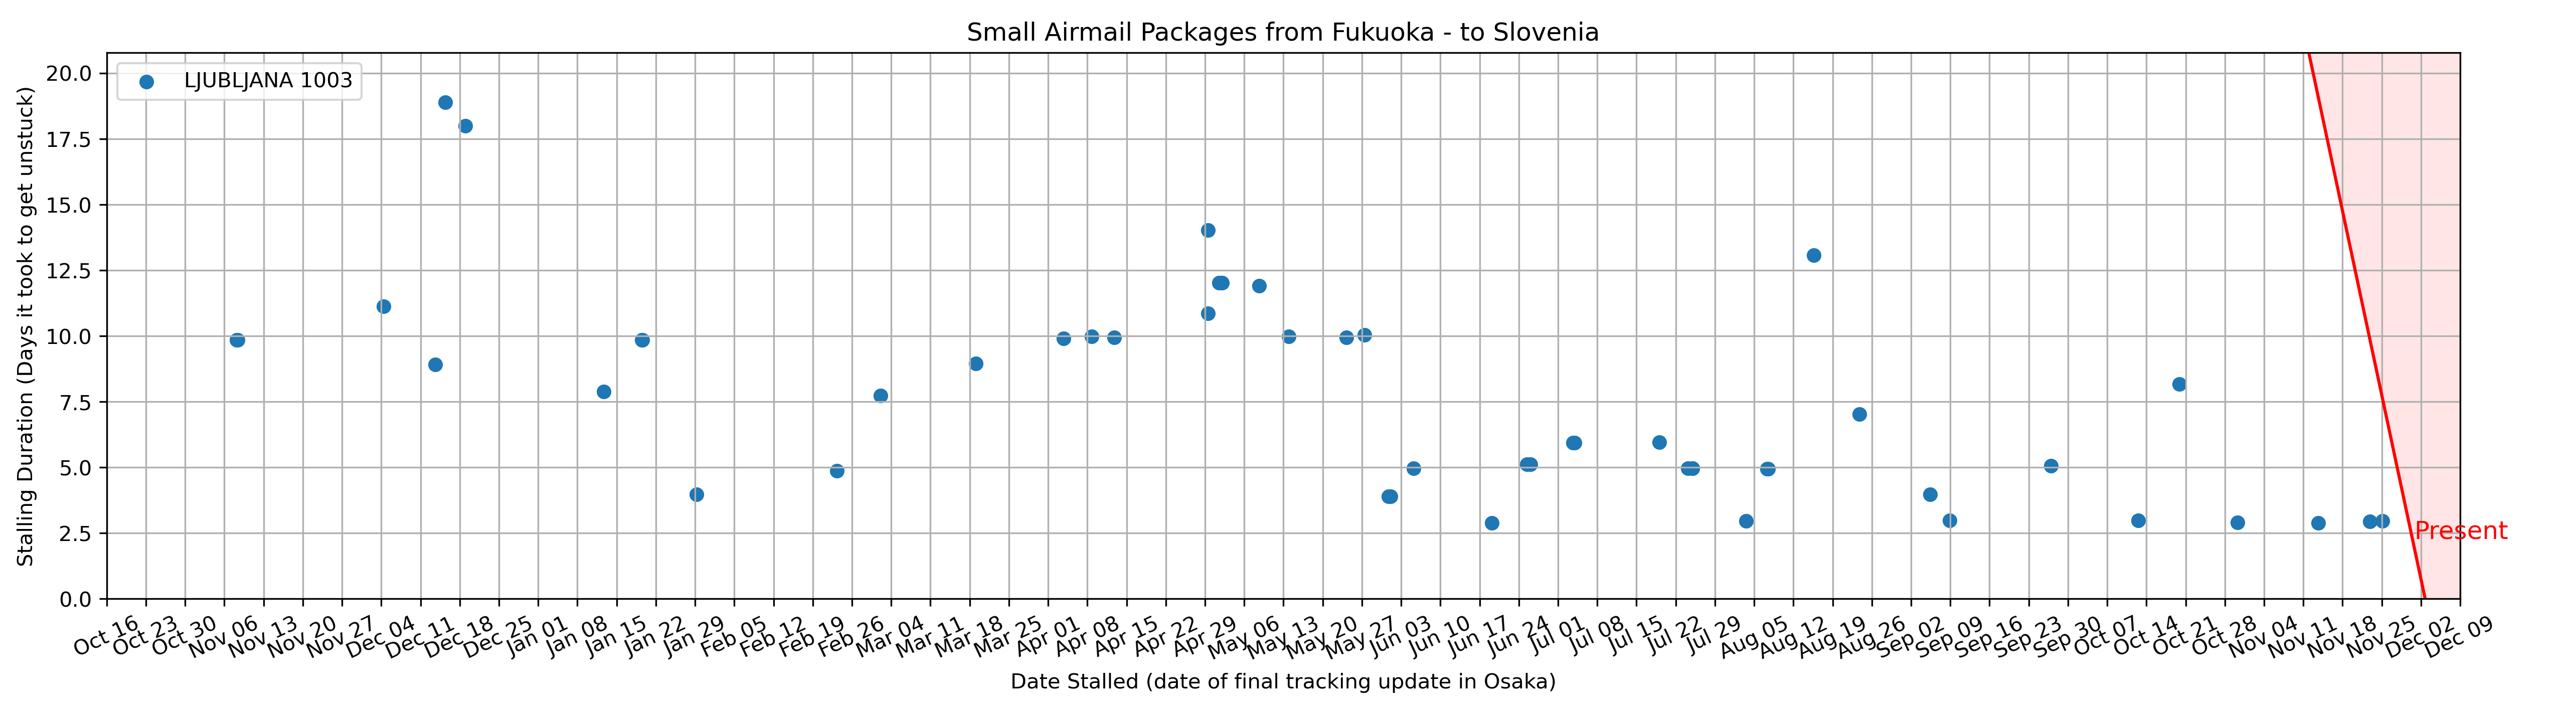 Small Airmail Packages from Fukuoka - to Slovenia
LJUBLJANA 1003
Stalling Duration (Days it took to get unstuck)
20.0
17.5
15.0
12.5
10.0
7.5
5.0
2.5
0.0
Present
Oct 16 Oct 23 Oct 30 Nov 06 Nov 13 Nov 20 Nov 27 Dec 04 Dec 11 Dec 18 Dec 25 Jan 01 Jan 08 Jan 15 Jan 22 Jan 29 Feb 05 Feb 12 Feb 19 Feb 26 Mar 04 Mar 11 Mar 18 Mar 25 Apr 01 Apr 08 Apr 15 Apr 22 Apr 29 May 06 May 13 May 20 May 27 Jun 03 Jun 10 Jun 17 Jun 24 Jul 01 Jul 08 Jul 15 Jul 22 Jul 29 Aug 05 Aug 12 Aug 19 Aug 26 Sep 02 Sep 09 Sep 16 Sep 23 Sep 30 Oct 07 Oct 14 Oct 21 Oct 28 Nov 04 Nov 11 Nov 18 Nov 25 Dec 02 Dec 09
Date Stalled (date of final tracking update in Osaka)